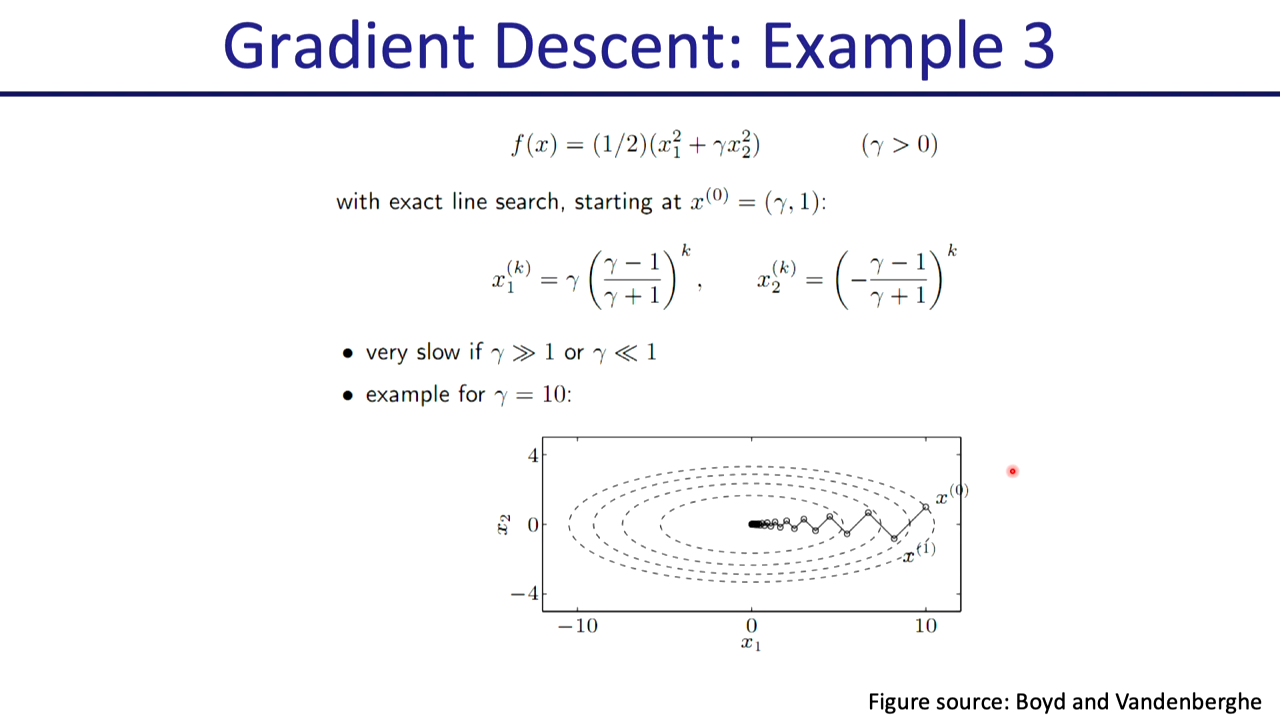 Gradient Descent: Example 3
f(x) = (1/2)(x₁² + γx₂²) (γ > 0)
with exact line search, starting at x⁽⁰⁾ = (γ, 1):
x₁⁽ᵏ⁾ = γ ((γ − 1)/(γ + 1))ᵏ, x₂⁽ᵏ⁾ = (−(γ − 1)/(γ + 1))ᵏ
• very slow if γ ≫ 1 or γ ≪ 1
• example for γ = 10:
4
x⁽⁰⁾
x₂
0
x⁽¹⁾
−4
−10 0 10
x₁
Figure source: Boyd and Vandenberghe